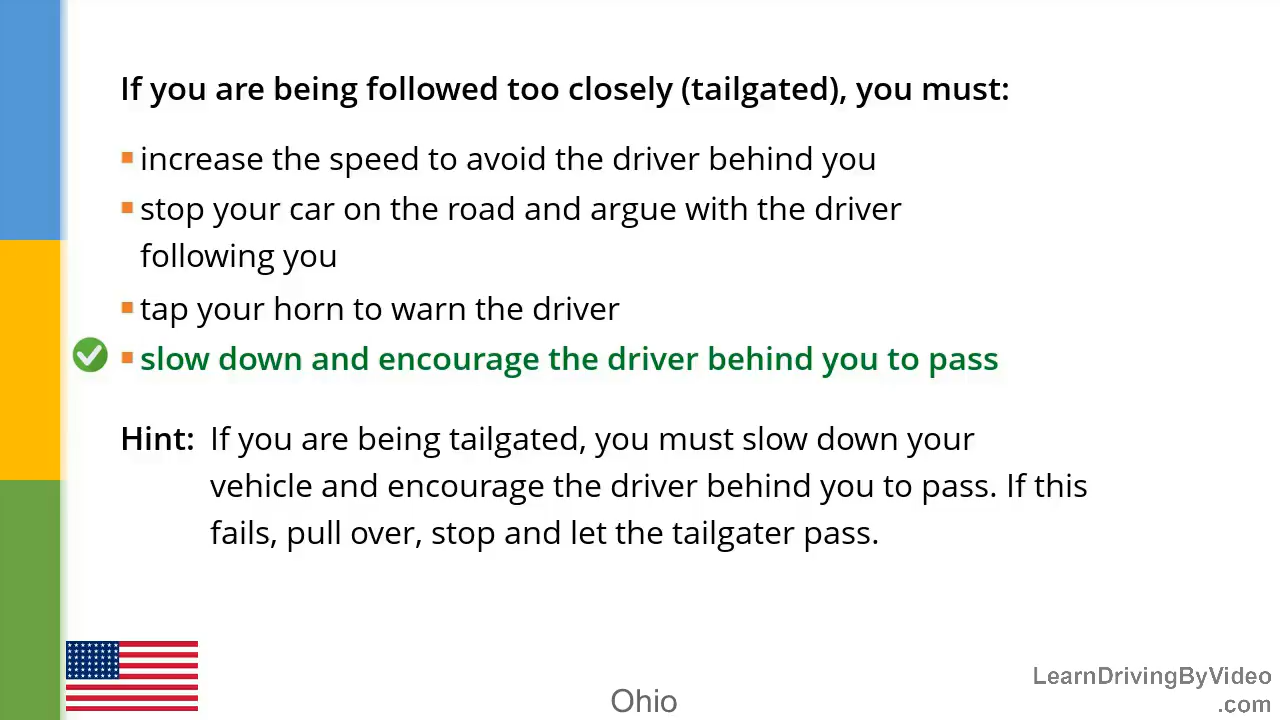 If you are being followed too closely (tailgated), you must:
increase the speed to avoid the driver behind you
stop your car on the road and argue with the driver
following you
tap your horn to warn the driver
slow down and encourage the driver behind you to pass
Hint: If you are being tailgated, you must slow down your
vehicle and encourage the driver behind you to pass. If this
fails, pull over, stop and let the tailgater pass.
LearnDrivingByVideo
.com
Ohio